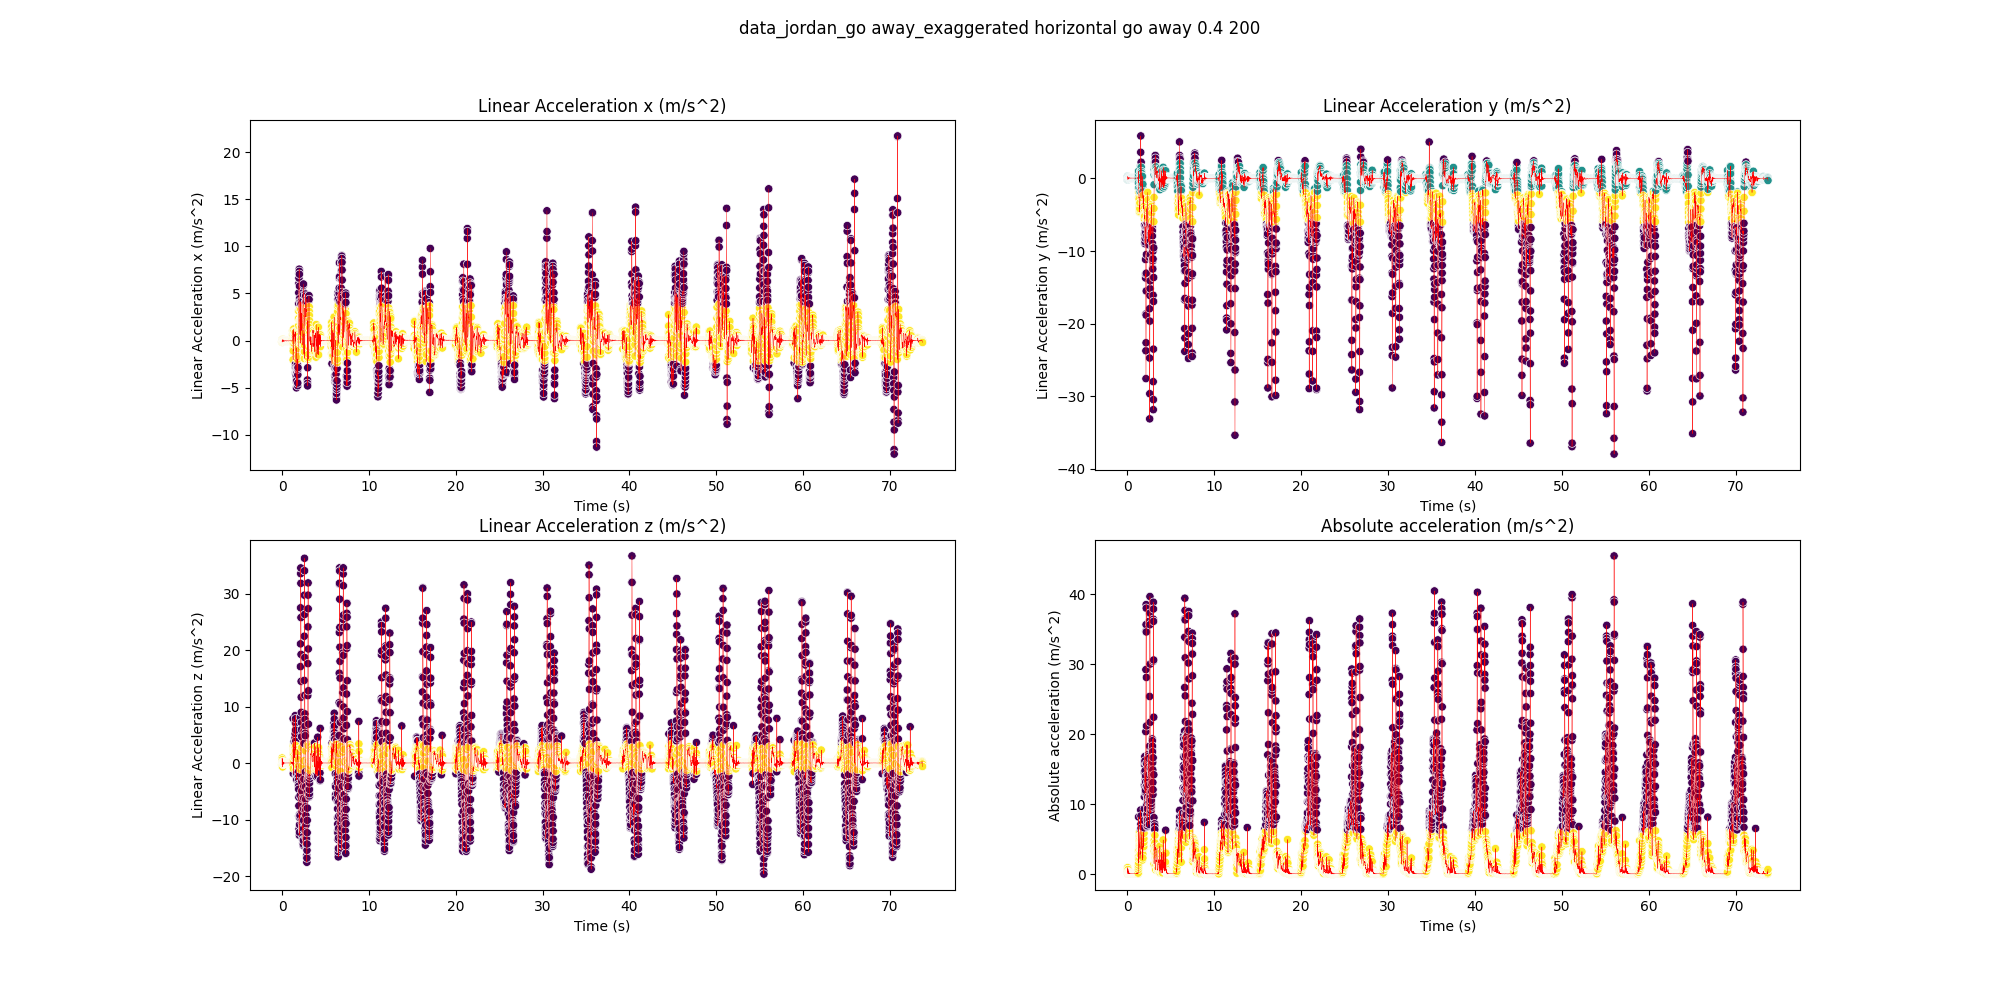 data_jordan_go away_exaggerated horizontal go away 0.4 200
Linear Acceleration x (m/s^2)
Linear Acceleration x (m/s^2)
20
15
10
5
0
−5
−10
0 10 20 30 40 50 60 70
Time (s)
Linear Acceleration y (m/s^2)
Linear Acceleration y (m/s^2)
0
−10
−20
−30
−40
0 10 20 30 40 50 60 70
Time (s)
Linear Acceleration z (m/s^2)
Linear Acceleration z (m/s^2)
30
20
10
0
−10
−20
0 10 20 30 40 50 60 70
Time (s)
Absolute acceleration (m/s^2)
Absolute acceleration (m/s^2)
40
30
20
10
0
0 10 20 30 40 50 60 70
Time (s)